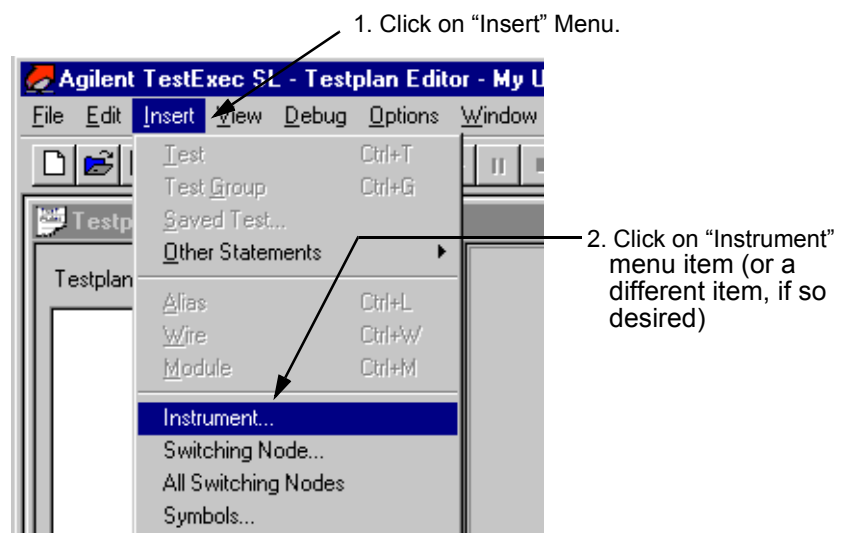 1. Click on “Insert” Menu.
Agilent TestExec SL - Testplan Editor - My U
File Edit Insert View Debug Options Window
Test Ctrl+T
Test Group Ctrl+G
Saved Test...
Testp
Other Statements
2. Click on “Instrument”
menu item (or a
different item, if so
desired)
Testplan
Alias Ctrl+L
Wire Ctrl+W
Module Ctrl+M
Instrument...
Switching Node...
All Switching Nodes
Symbols...